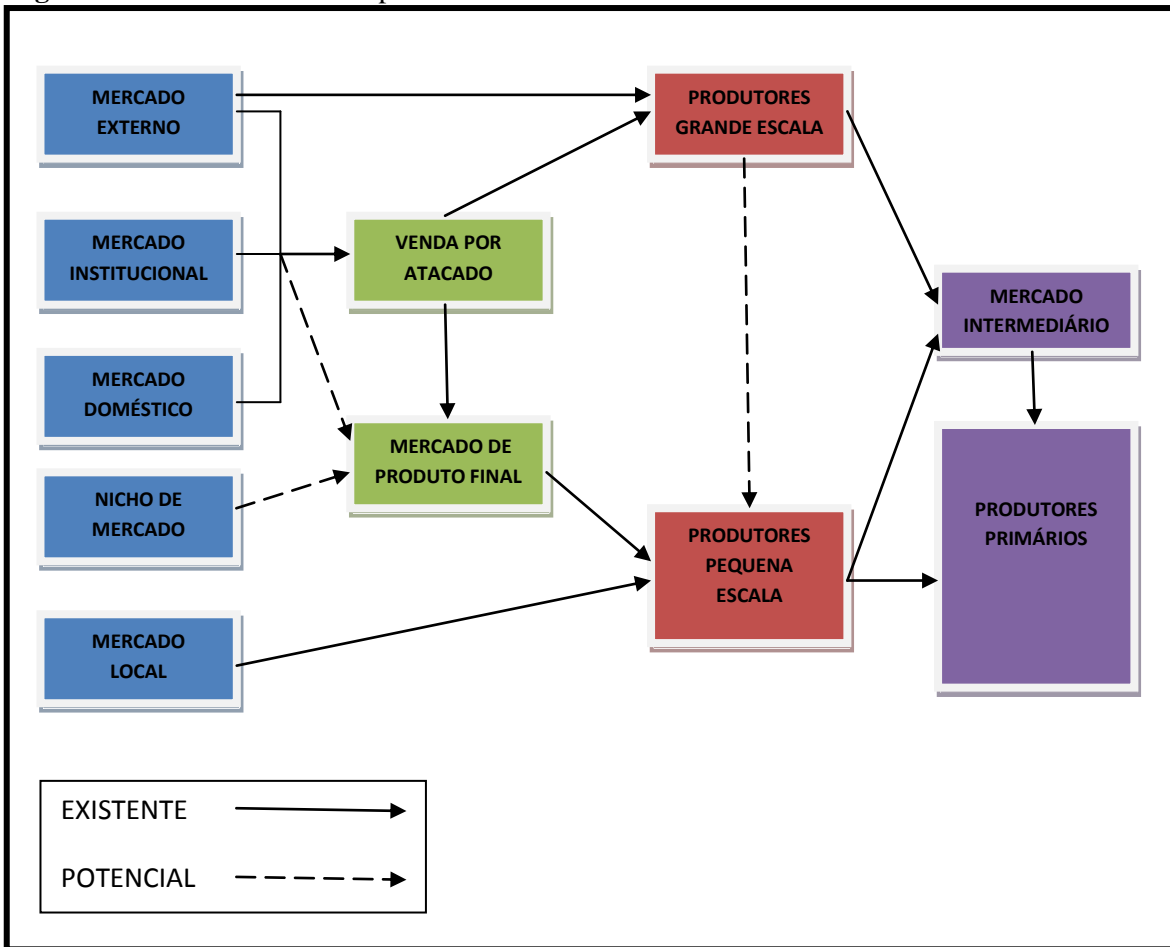 MERCADO
EXTERNO
PRODUTORES
GRANDE ESCALA
MERCADO
INSTITUCIONAL
VENDA POR
ATACADO
MERCADO
INTERMEDIÁRIO
MERCADO
DOMÉSTICO
MERCADO DE
PRODUTO FINAL
NICHO DE
MERCADO
PRODUTORES
PEQUENA
ESCALA
PRODUTORES
PRIMÁRIOS
MERCADO
LOCAL
EXISTENTE
POTENCIAL